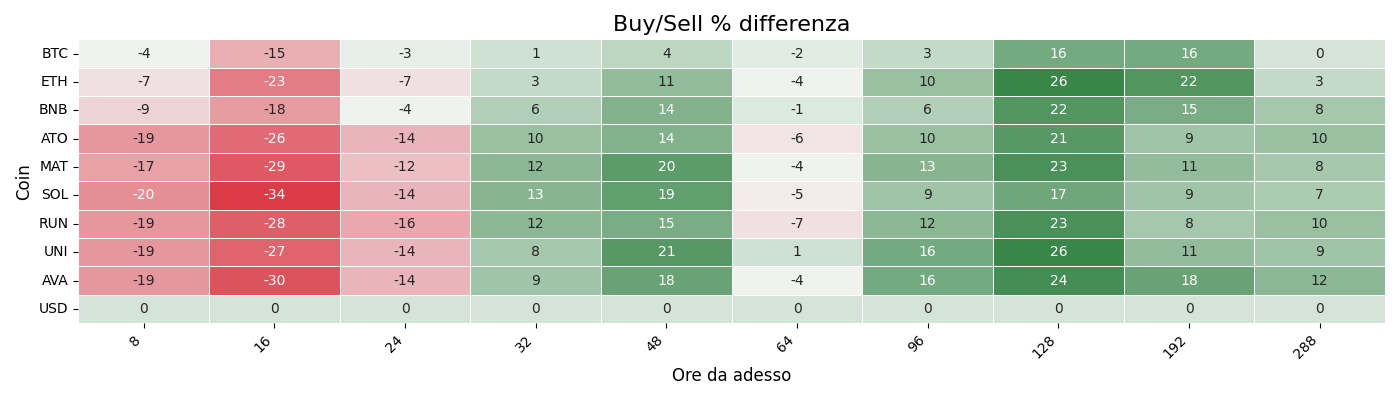 Buy/Sell % differenza
Coin
BTC -4 -15 -3 1 4 -2 3 16 16 0
ETH -7 -23 -7 3 11 -4 10 26 22 3
BNB -9 -18 -4 6 14 -1 6 22 15 8
ATO -19 -26 -14 10 14 -6 10 21 9 10
MAT -17 -29 -12 12 20 -4 13 23 11 8
SOL -20 -34 -14 13 19 -5 9 17 9 7
RUN -19 -28 -16 12 15 -7 12 23 8 10
UNI -19 -27 -14 8 21 1 16 26 11 9
AVA -19 -30 -14 9 18 -4 16 24 18 12
USD 0 0 0 0 0 0 0 0 0 0
8 16 24 32 48 64 96 128 192 288
Ore da adesso